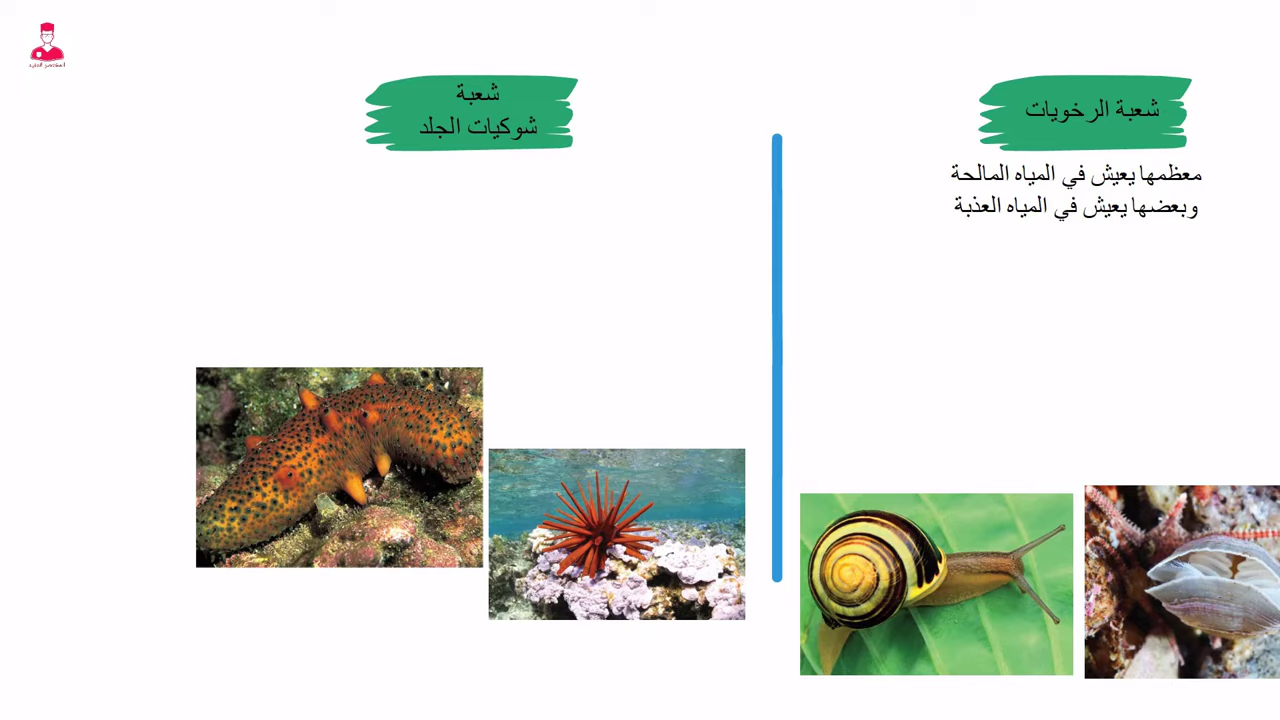 شعبة الرخويات
معظمها يعيش في المياه المالحة
وبعضها يعيش في المياه العذبة
شعبة
شوكيات الجلد